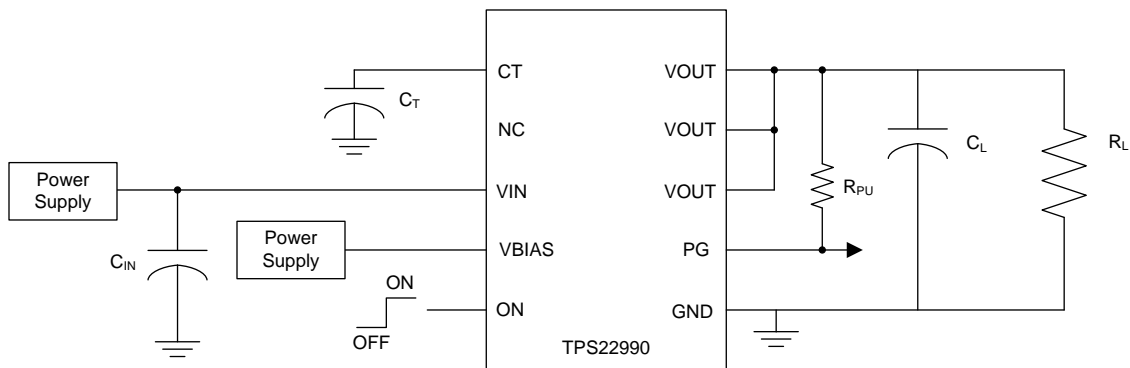 CT
VOUT
C_T
NC
VOUT
C_L
R_L
Power
Supply
VIN
VOUT
R_PU
C_IN
Power
Supply
VBIAS
PG
ON
OFF
ON
GND
TPS22990